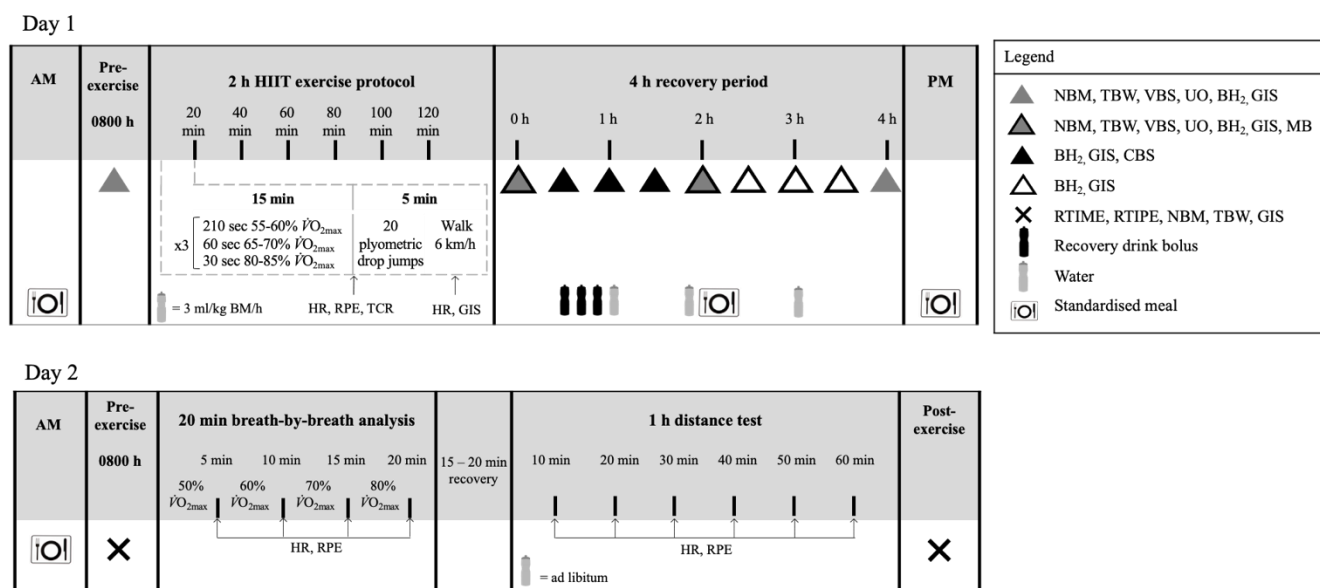 Day 1
AM
Pre-
exercise
0800 h
2 h HIIT exercise protocol
20
min
40
min
60
min
80
min
100
min
120
min
4 h recovery period
0 h
1 h
2 h
3 h
4 h
PM
15 min
x3
210 sec 55-60% V̇O2max
60 sec 65-70% V̇O2max
30 sec 80-85% V̇O2max
5 min
20
plyometric
drop jumps
Walk
6 km/h
= 3 ml/kg BM/h
HR, RPE, TCR
HR, GIS
Legend
NBM, TBW, VBS, UO, BH2, GIS
NBM, TBW, VBS, UO, BH2, GIS, MB
BH2, GIS, CBS
BH2, GIS
RTIME, RTIPE, NBM, TBW, GIS
Recovery drink bolus
Water
Standardised meal
Day 2
AM
Pre-
exercise
0800 h
20 min breath-by-breath analysis
5 min
10 min
15 min
20 min
50%
V̇O2max
60%
V̇O2max
70%
V̇O2max
80%
V̇O2max
HR, RPE
15 – 20 min
recovery
1 h distance test
10 min
20 min
30 min
40 min
50 min
60 min
HR, RPE
= ad libitum
Post-
exercise